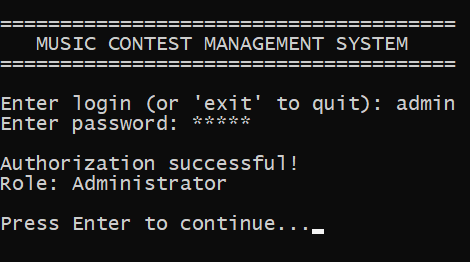 ======================================
MUSIC CONTEST MANAGEMENT SYSTEM
======================================
Enter login (or 'exit' to quit): admin
Enter password: *****
Authorization successful!
Role: Administrator
Press Enter to continue...